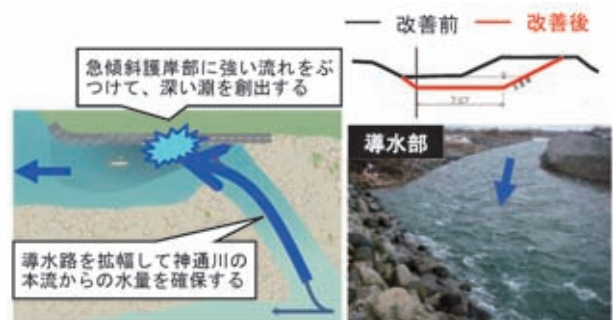 急傾斜護岸部に強い流れをぶ
つけて、深い淵を創出する
導水路を拡幅して神通川の
本流からの水量を確保する
改善前
改善後
導水部